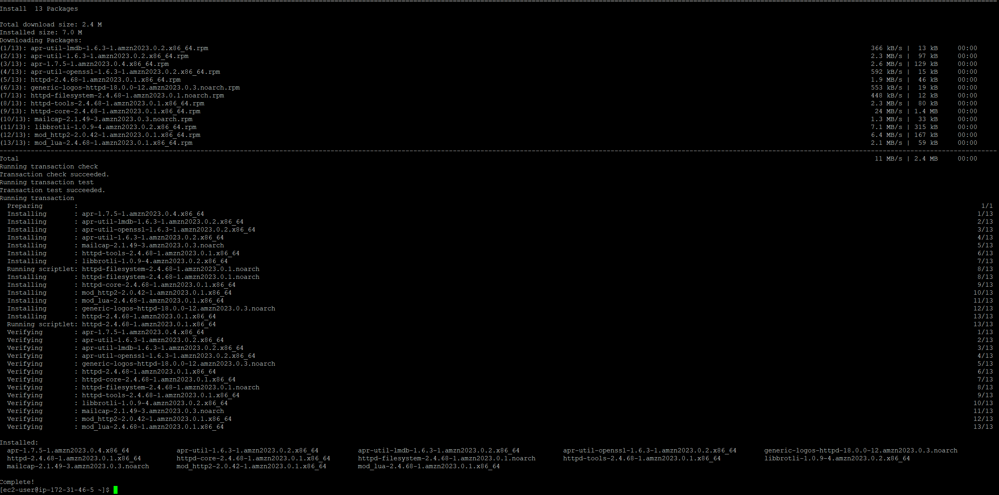 Install  13 Packages
Total download size: 2.4 M
Installed size: 7.0 M
Downloading Packages:
(1/13): apr-util-lmdb-1.6.3-1.amzn2023.0.2.x86_64.rpm 366 kB/s |  13 kB     00:00
(2/13): apr-util-1.6.3-1.amzn2023.0.2.x86_64.rpm 2.3 MB/s |  97 kB     00:00
(3/13): apr-1.7.5-1.amzn2023.0.4.x86_64.rpm 2.6 MB/s | 129 kB     00:00
(4/13): apr-util-openssl-1.6.3-1.amzn2023.0.2.x86_64.rpm 592 kB/s |  15 kB     00:00
(5/13): httpd-2.4.68-1.amzn2023.0.1.x86_64.rpm 1.9 MB/s |  46 kB     00:00
(6/13): generic-logos-httpd-18.0.0-12.amzn2023.0.3.noarch.rpm 553 kB/s |  19 kB     00:00
(7/13): httpd-filesystem-2.4.68-1.amzn2023.0.1.noarch.rpm 448 kB/s |  12 kB     00:00
(8/13): httpd-tools-2.4.68-1.amzn2023.0.1.x86_64.rpm 2.3 MB/s |  80 kB     00:00
(9/13): httpd-core-2.4.68-1.amzn2023.0.1.x86_64.rpm 24 MB/s | 1.4 MB     00:00
(10/13): mailcap-2.1.49-3.amzn2023.0.3.noarch.rpm 1.3 MB/s |  33 kB     00:00
(11/13): libbrotli-1.0.9-4.amzn2023.0.2.x86_64.rpm 7.1 MB/s | 315 kB     00:00
(12/13): mod_http2-2.0.42-1.amzn2023.0.1.x86_64.rpm 6.4 MB/s | 167 kB     00:00
(13/13): mod_lua-2.4.68-1.amzn2023.0.1.x86_64.rpm 2.1 MB/s |  59 kB     00:00
Total 11 MB/s | 2.4 MB     00:00
Running transaction check
Transaction check succeeded.
Running transaction test
Transaction test succeeded.
Running transaction
Preparing        : 1/1
Installing       : apr-1.7.5-1.amzn2023.0.4.x86_64 1/13
Installing       : apr-util-lmdb-1.6.3-1.amzn2023.0.2.x86_64 2/13
Installing       : apr-util-openssl-1.6.3-1.amzn2023.0.2.x86_64 3/13
Installing       : apr-util-1.6.3-1.amzn2023.0.2.x86_64 4/13
Installing       : mailcap-2.1.49-3.amzn2023.0.3.noarch 5/13
Installing       : httpd-tools-2.4.68-1.amzn2023.0.1.x86_64 6/13
Installing       : libbrotli-1.0.9-4.amzn2023.0.2.x86_64 7/13
Running scriptlet: httpd-filesystem-2.4.68-1.amzn2023.0.1.noarch 8/13
Installing       : httpd-filesystem-2.4.68-1.amzn2023.0.1.noarch 8/13
Installing       : httpd-core-2.4.68-1.amzn2023.0.1.x86_64 9/13
Installing       : mod_http2-2.0.42-1.amzn2023.0.1.x86_64 10/13
Installing       : mod_lua-2.4.68-1.amzn2023.0.1.x86_64 11/13
Installing       : generic-logos-httpd-18.0.0-12.amzn2023.0.3.noarch 12/13
Installing       : httpd-2.4.68-1.amzn2023.0.1.x86_64 13/13
Running scriptlet: httpd-2.4.68-1.amzn2023.0.1.x86_64 13/13
Verifying        : apr-1.7.5-1.amzn2023.0.4.x86_64 1/13
Verifying        : apr-util-1.6.3-1.amzn2023.0.2.x86_64 2/13
Verifying        : apr-util-lmdb-1.6.3-1.amzn2023.0.2.x86_64 3/13
Verifying        : apr-util-openssl-1.6.3-1.amzn2023.0.2.x86_64 4/13
Verifying        : generic-logos-httpd-18.0.0-12.amzn2023.0.3.noarch 5/13
Verifying        : httpd-2.4.68-1.amzn2023.0.1.x86_64 6/13
Verifying        : httpd-core-2.4.68-1.amzn2023.0.1.x86_64 7/13
Verifying        : httpd-filesystem-2.4.68-1.amzn2023.0.1.noarch 8/13
Verifying        : httpd-tools-2.4.68-1.amzn2023.0.1.x86_64 9/13
Verifying        : libbrotli-1.0.9-4.amzn2023.0.2.x86_64 10/13
Verifying        : mailcap-2.1.49-3.amzn2023.0.3.noarch 11/13
Verifying        : mod_http2-2.0.42-1.amzn2023.0.1.x86_64 12/13
Verifying        : mod_lua-2.4.68-1.amzn2023.0.1.x86_64 13/13
Installed:
apr-1.7.5-1.amzn2023.0.4.x86_64 apr-util-1.6.3-1.amzn2023.0.2.x86_64 apr-util-lmdb-1.6.3-1.amzn2023.0.2.x86_64 apr-util-openssl-1.6.3-1.amzn2023.0.2.x86_64 generic-logos-httpd-18.0.0-12.amzn2023.0.3.noarch
httpd-2.4.68-1.amzn2023.0.1.x86_64 httpd-core-2.4.68-1.amzn2023.0.1.x86_64 httpd-filesystem-2.4.68-1.amzn2023.0.1.noarch httpd-tools-2.4.68-1.amzn2023.0.1.x86_64 libbrotli-1.0.9-4.amzn2023.0.2.x86_64
mailcap-2.1.49-3.amzn2023.0.3.noarch mod_http2-2.0.42-1.amzn2023.0.1.x86_64 mod_lua-2.4.68-1.amzn2023.0.1.x86_64
Complete!
[ec2-user@ip-172-31-46-5 ~]$